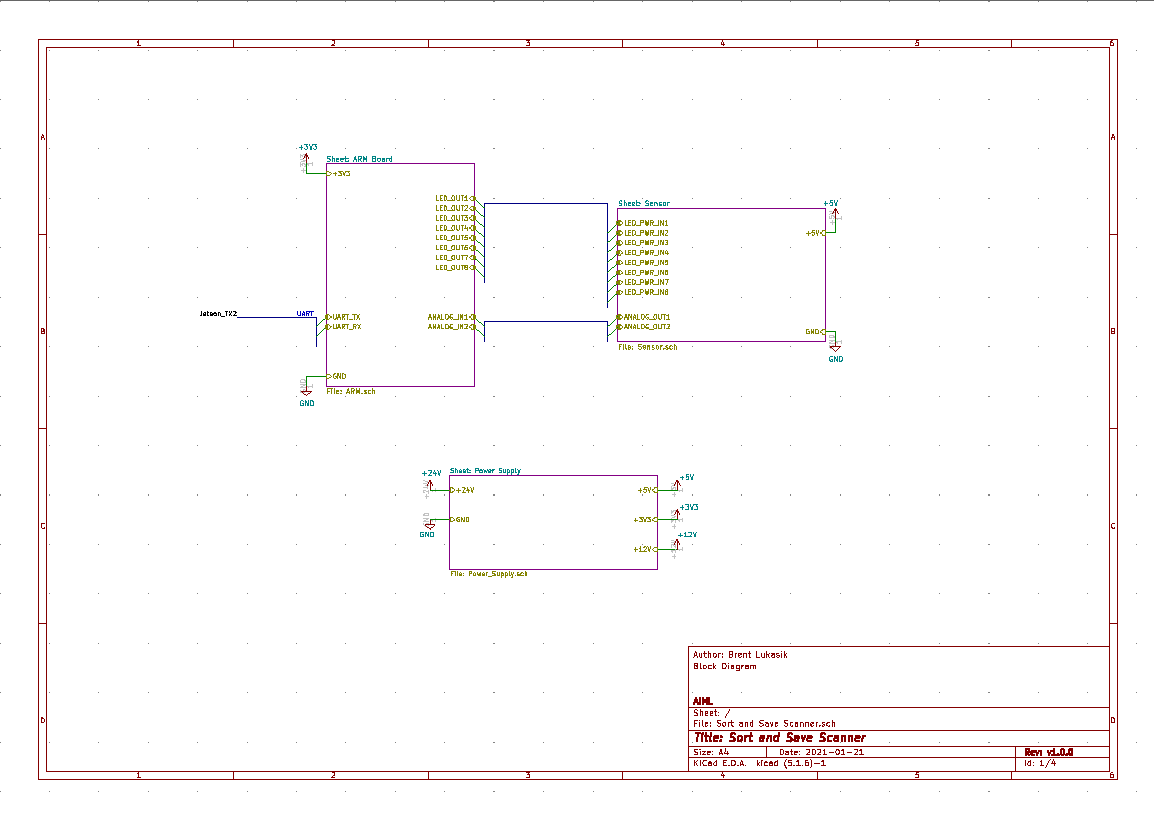 1 2 3 4 5 6
A A
+3V3
Sheet: ARM Board
+3V3
LED_OUT1
LED_OUT2
LED_OUT3
LED_OUT4
LED_OUT5
LED_OUT6
LED_OUT7
LED_OUT8
Sheet: Sensor
+5V
LED_PWR_IN1
LED_PWR_IN2
+5V
LED_PWR_IN3
LED_PWR_IN4
LED_PWR_IN5
LED_PWR_IN6
LED_PWR_IN7
LED_PWR_IN8
Jetson_TX2 UART
UART_TX
UART_RX
ANALOG_IN1
ANALOG_IN2
ANALOG_OUT1
ANALOG_OUT2
GND
B B
File: Sensor.sch
GND
GND
File: ARM.sch
GND
+24V
Sheet: Power Supply
+5V
+24V
+5V
+3V3
GND
+3V3
GND
+12V
+12V
File: Power_Supply.sch
C C
Author: Brent Lukasik
Block Diagram
AIML
Sheet: /
File: Sort and Save Scanner.sch
D D
Title: Sort and Save Scanner
Size: A4 Date: 2021-01-21 Rev: v1.0.0
KiCad E.D.A. kicad (5.1.6)-1 Id: 1/4
1 2 3 4 5 6